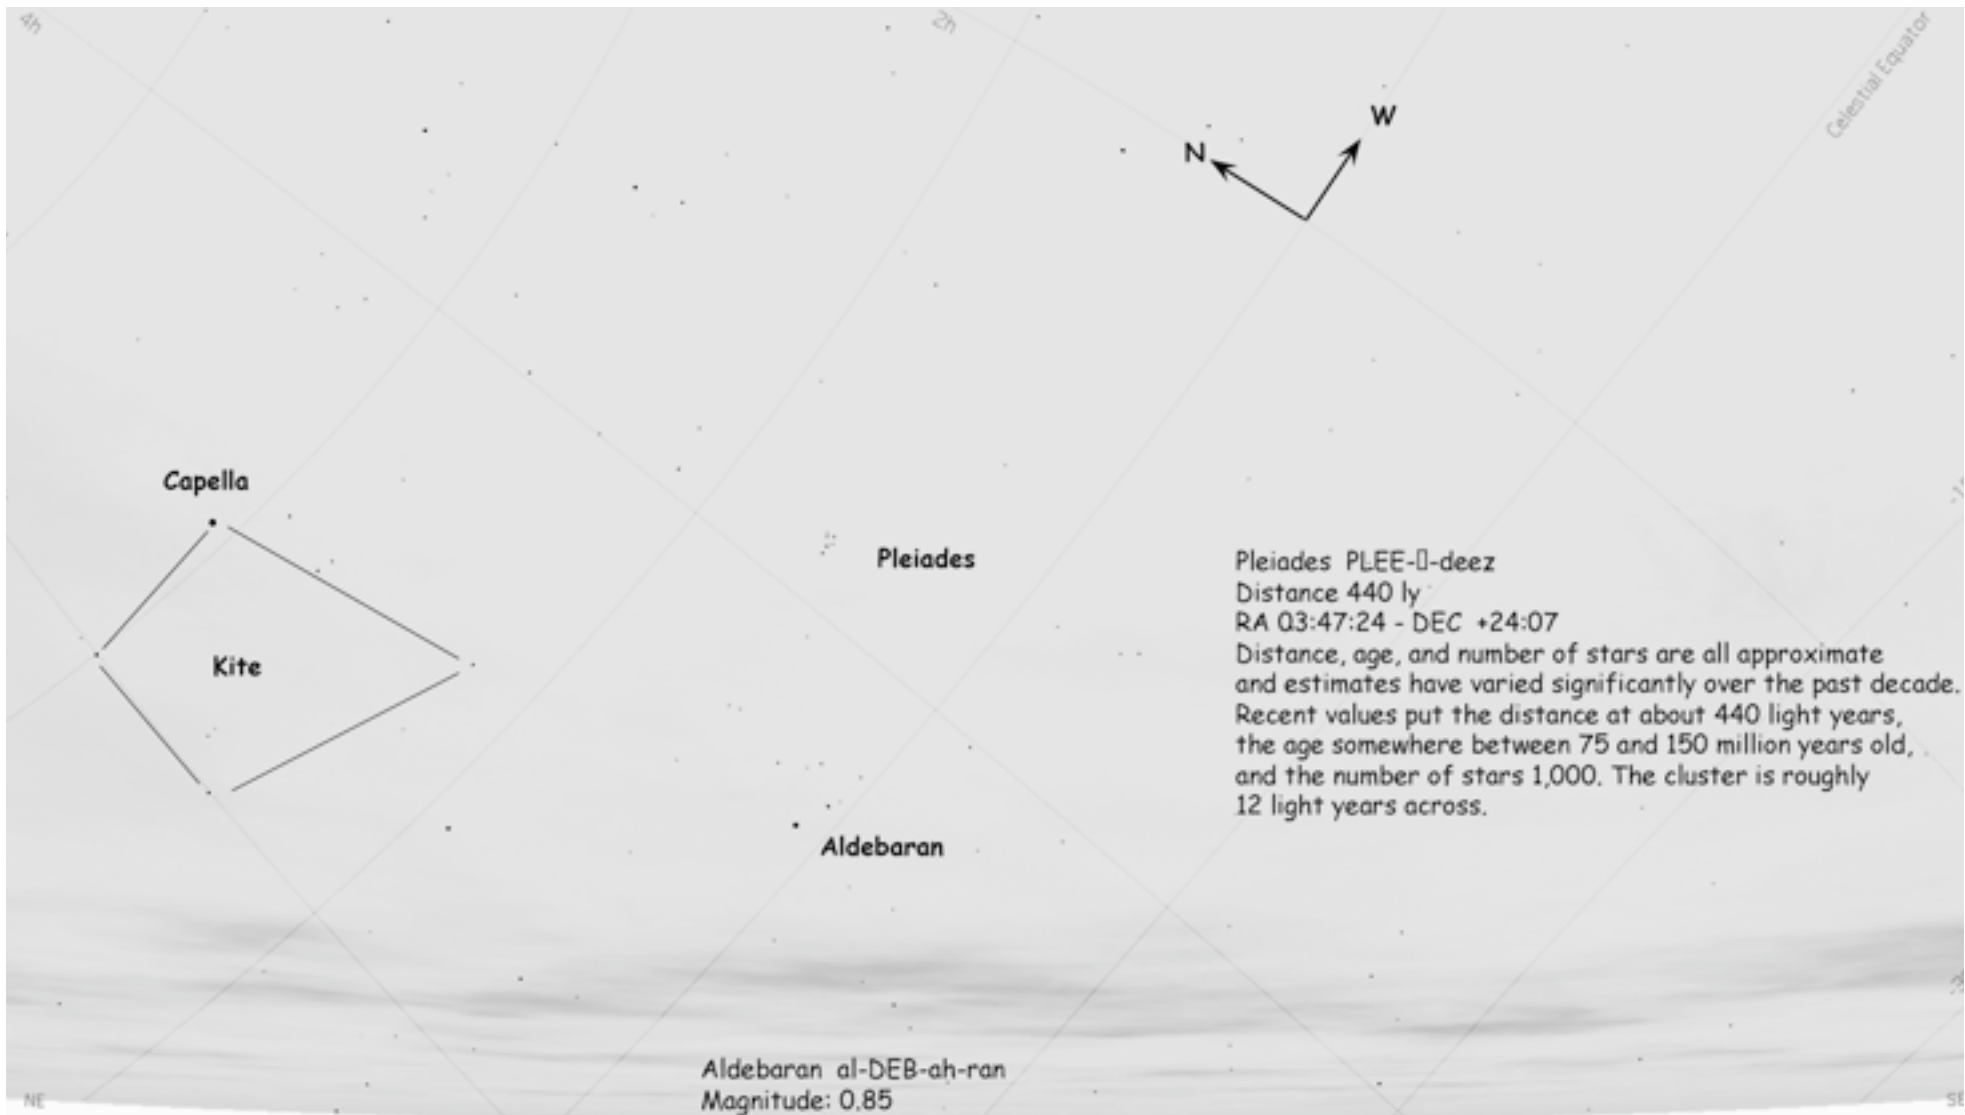 4h
2h
Celestial Equator
W
N
Capella
Pleiades
Kite
Pleiades PLEE-▯-deez
Distance 440 ly
RA 03:47:24 - DEC +24:07
Distance, age, and number of stars are all approximate
and estimates have varied significantly over the past decade.
Recent values put the distance at about 440 light years,
the age somewhere between 75 and 150 million years old,
and the number of stars 1,000. The cluster is roughly
12 light years across.
Aldebaran
Aldebaran al-DEB-ah-ran
Magnitude: 0.85
NE
SE